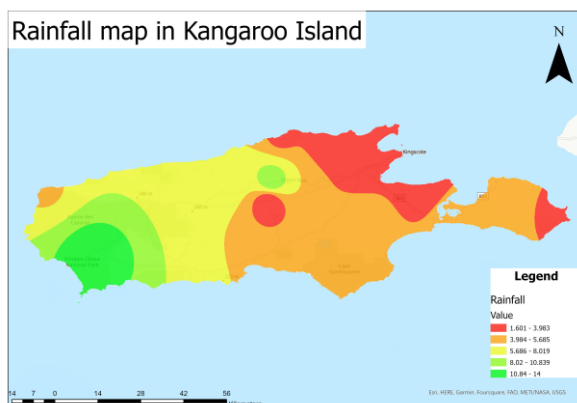 Rainfall map in Kangaroo Island
N
Kingscote
Legend
Rainfall
Value
1.601 - 3.983
3.984 - 5.685
5.686 - 8.019
8.02 - 10.839
10.84 - 14
14 7 0 14 28 42 56
Kilometers
Esri, HERE, Garmin, Foursquare, FAO, METI/NASA, USGS